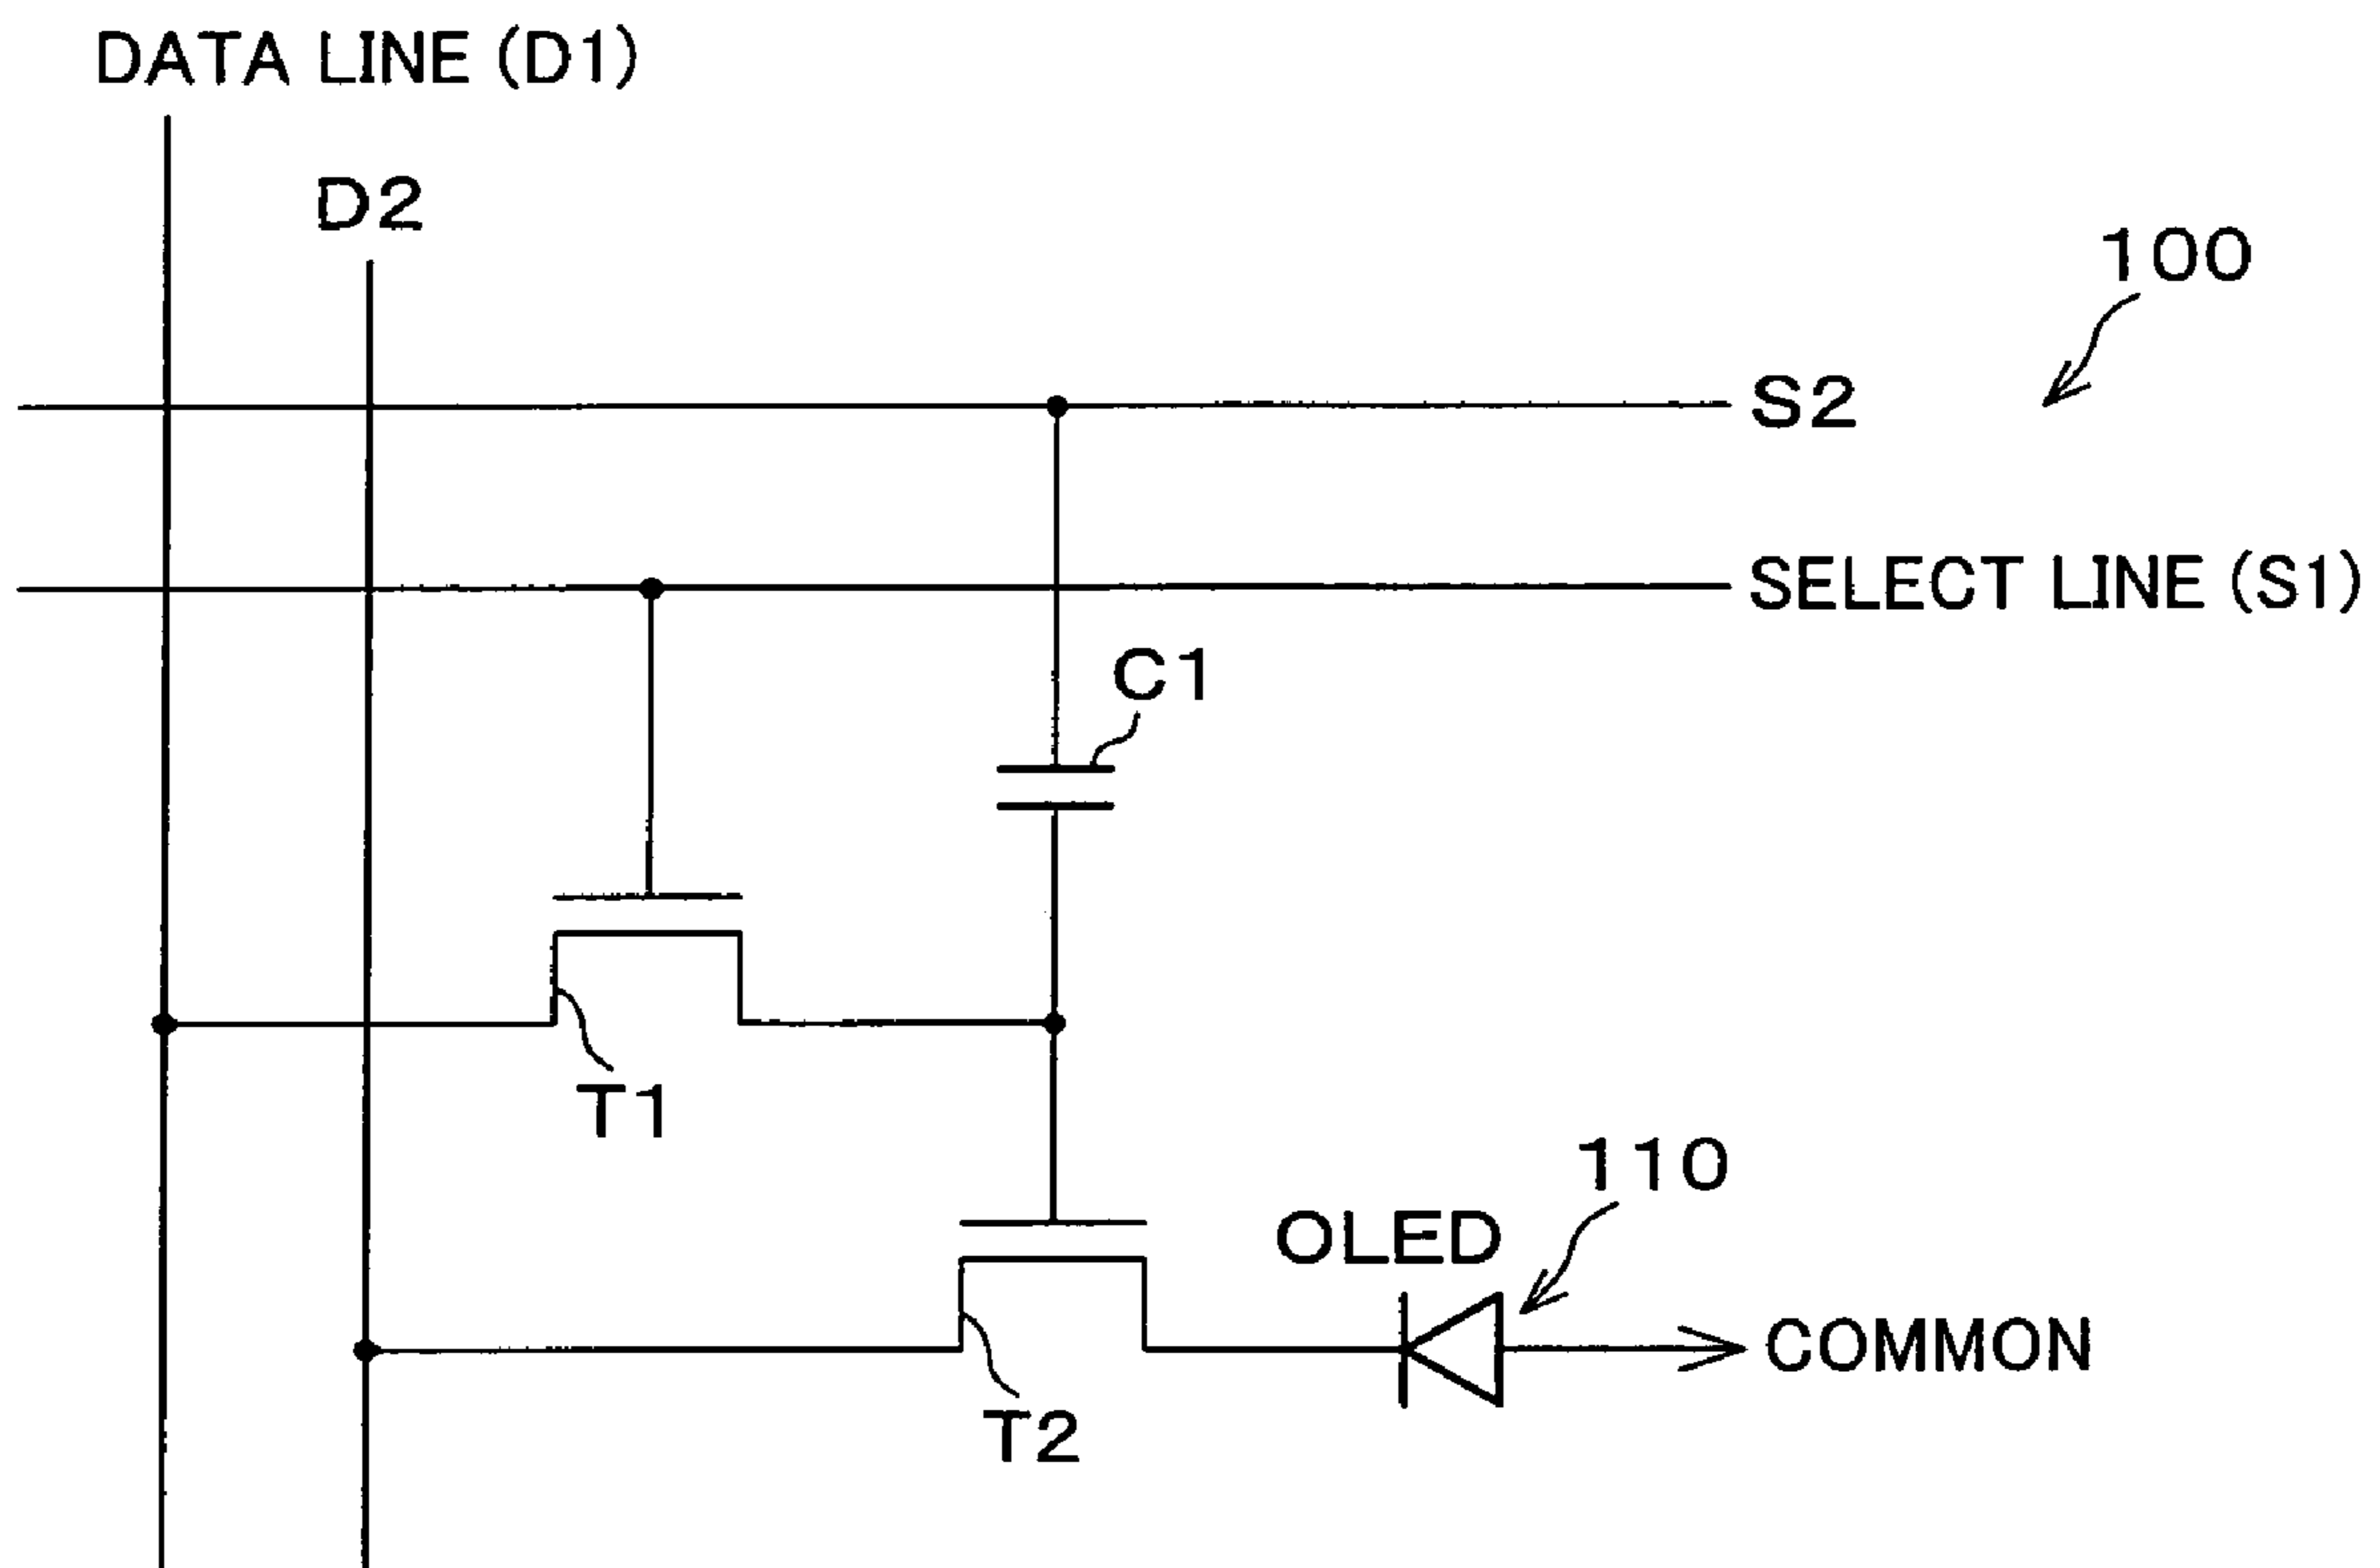 DATA LINE (D1)
D2
100
S2
SELECT LINE (S1)
C1
T1
110
OLED
COMMON
T2